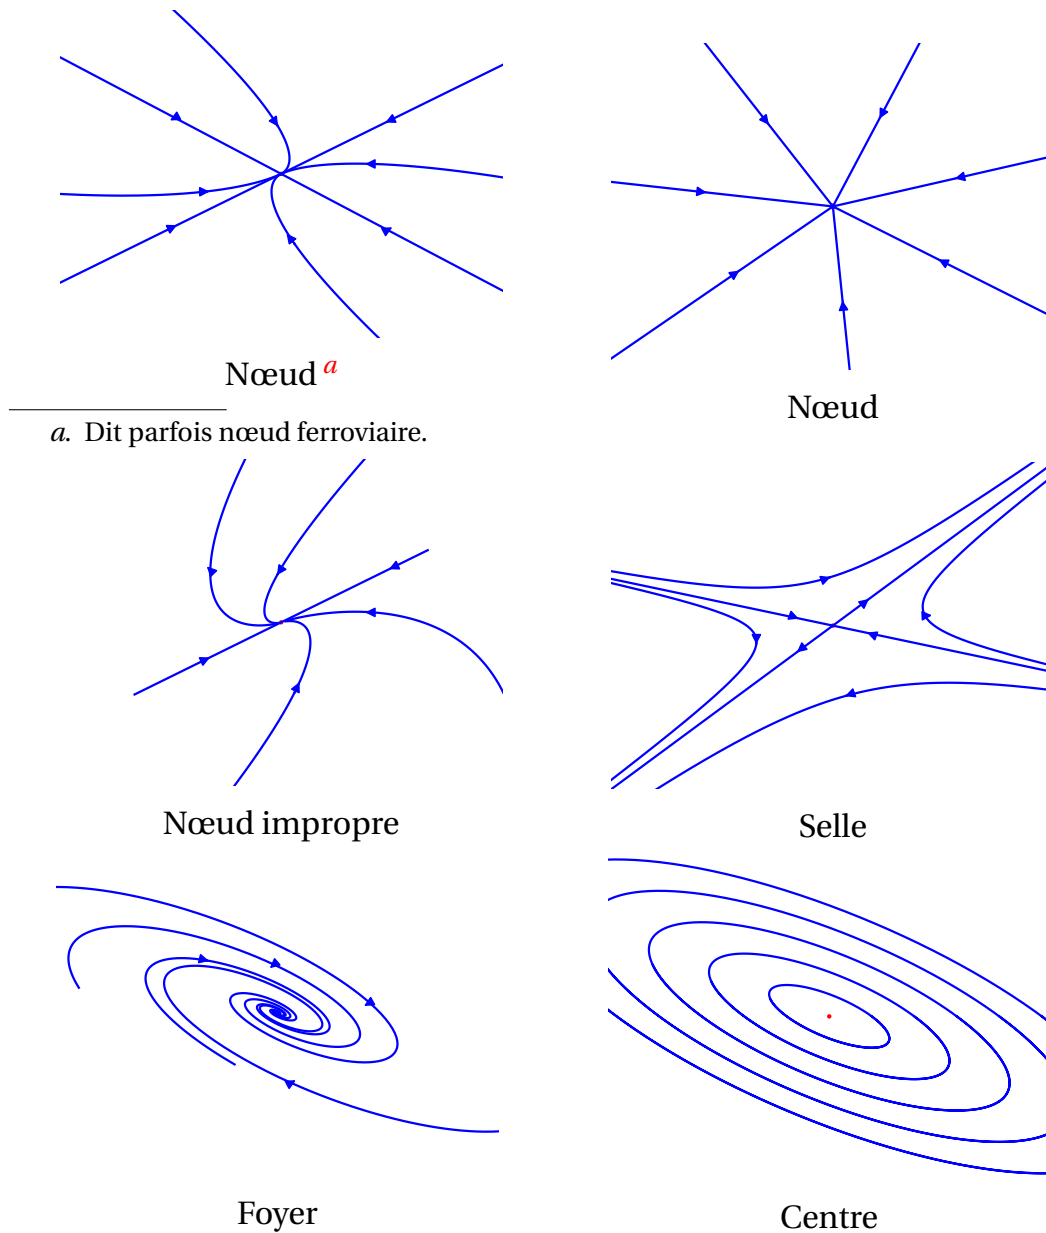 Nœud a
Nœud
a. Dit parfois nœud ferroviaire.
Nœud impropre
Selle
Foyer
Centre